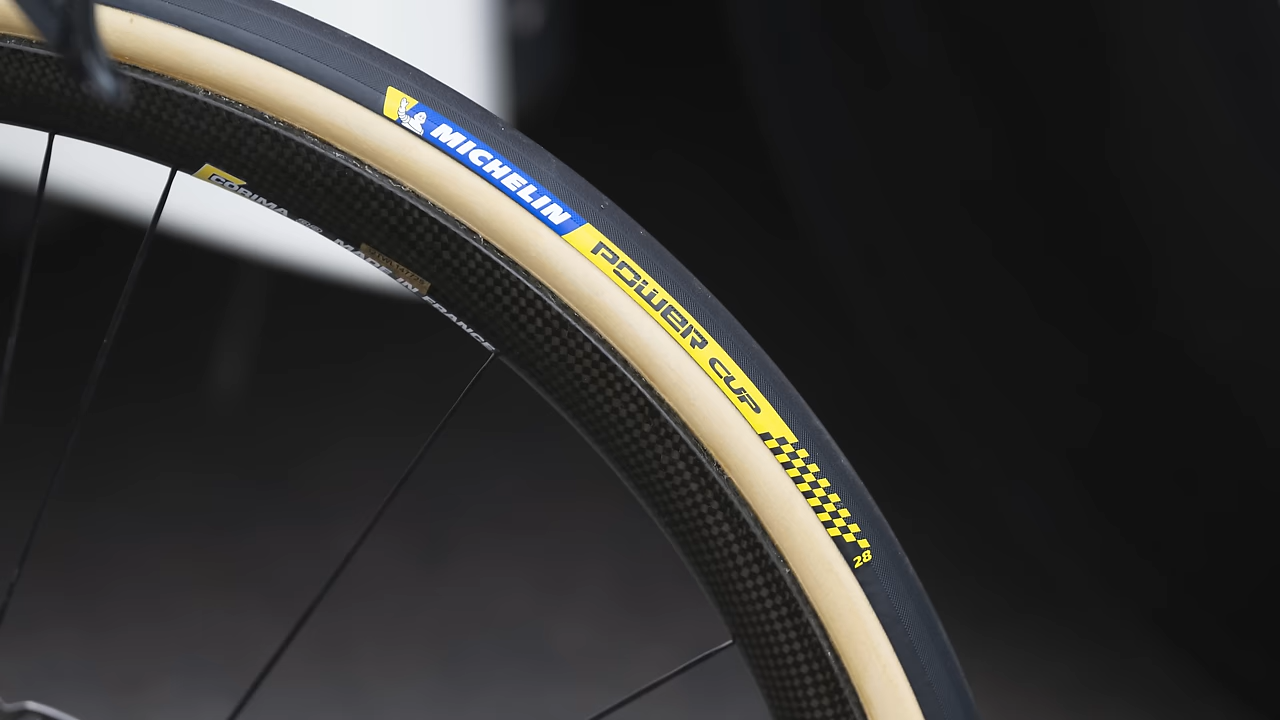 MICHELIN
POWER CUP
28
CORIMA
MADE IN FRANCE